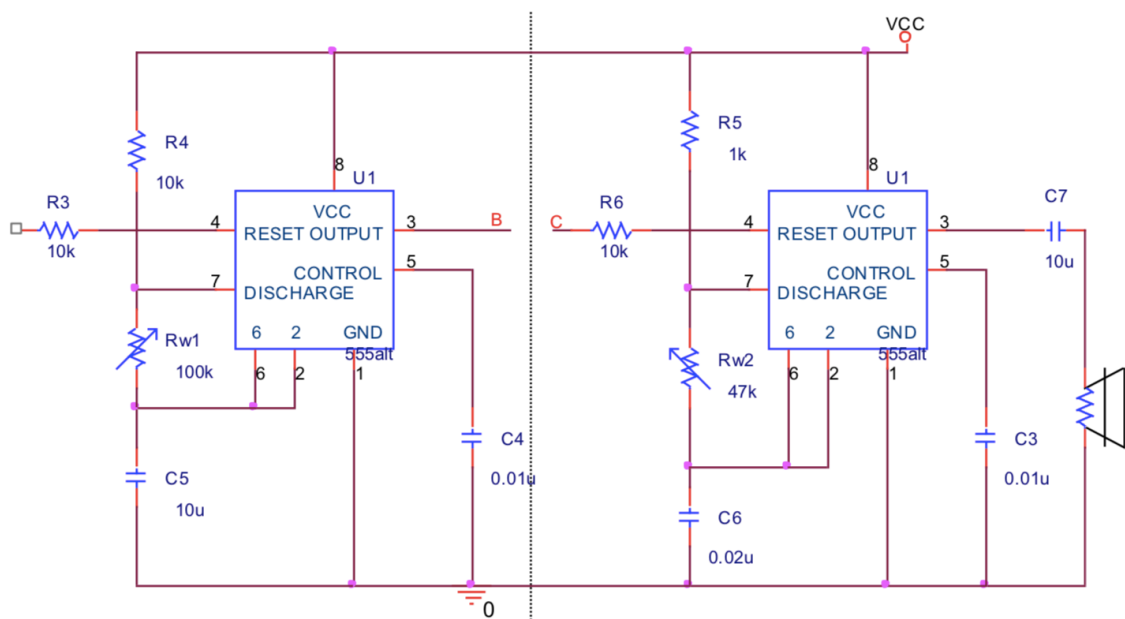 VCC
R4
10k
8
U1
R3
10k
4
VCC
RESET OUTPUT
3
B
5
CONTROL
7
DISCHARGE
6 2 GND
555alt
6
2
1
Rw1
100k
C5
10u
C4
0.01u
0
R5
1k
8
U1
C
R6
10k
4
VCC
RESET OUTPUT
3
C7
10u
5
CONTROL
7
DISCHARGE
6 2 GND
555alt
6
2
1
Rw2
47k
C6
0.02u
C3
0.01u